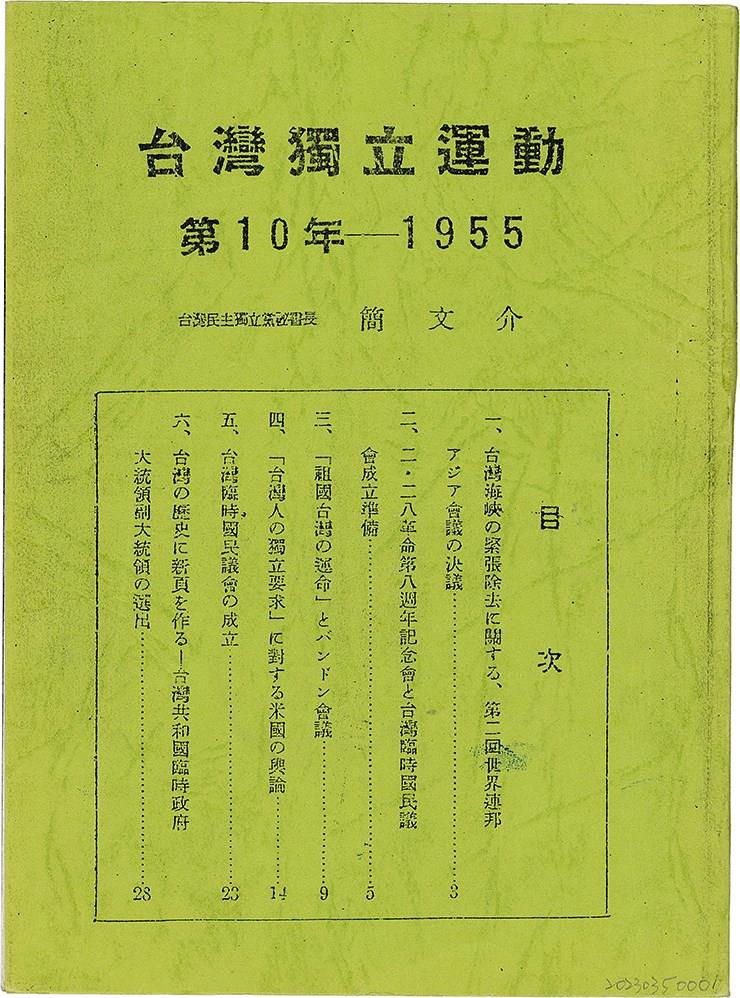 台灣獨立運動
第10年──1955
台灣民主獨立黨祕書長 簡文介
目次
一、台灣海峽の緊張除去に關する、第二回世界連邦
アジア會議の決議……………3
二、二・二八革命第八週年記念會と台灣臨時國民議
會成立準備……………5
三、「祖國台灣の運命」とバンドン會議……………9
四、「台灣人の獨立要求」に對する米國の輿論……………14
五、台灣臨時國民議會の成立……………23
六、台灣の歷史に新頁を作る—台灣共和國臨時政府
大統領副大統領の選出……………28
20230350001